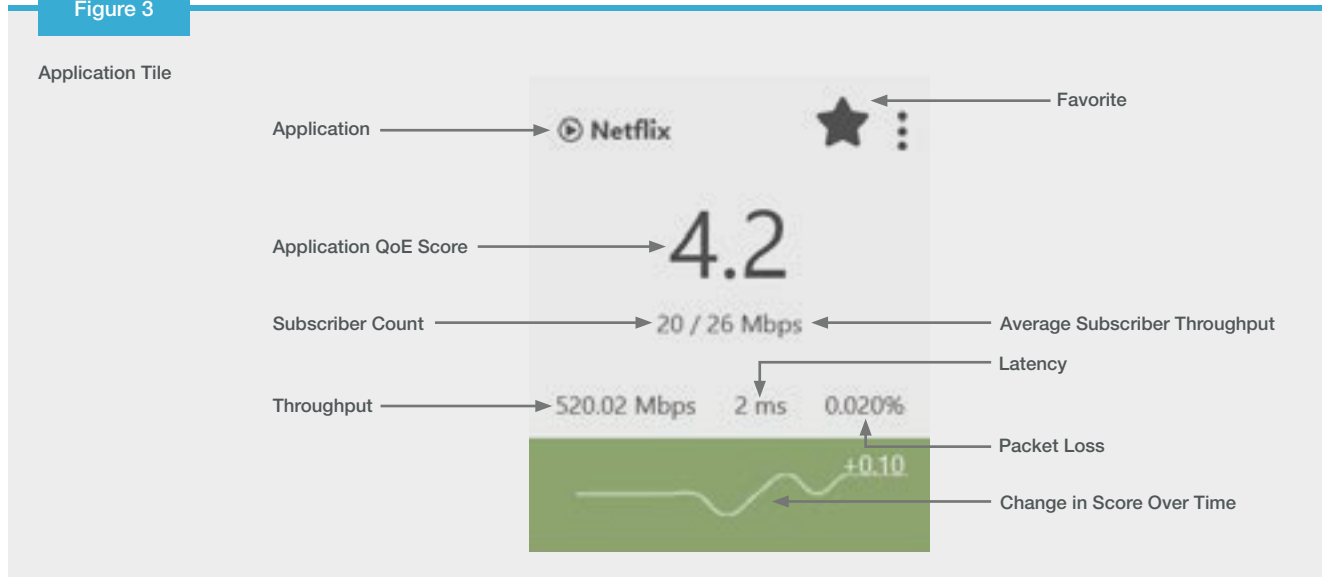 Figure 3
Application Tile
Favorite
Application
Netflix
Application QoE Score
4.2
Subscriber Count
20 / 26 Mbps
Average Subscriber Throughput
Latency
Throughput
520.02 Mbps 2 ms 0.020%
Packet Loss
+0.10
Change in Score Over Time